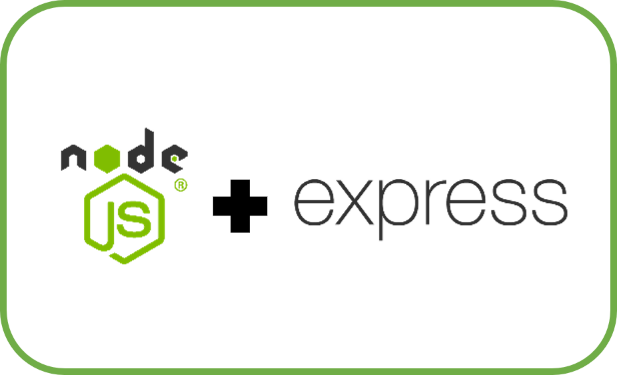 node
JS ®
+ express